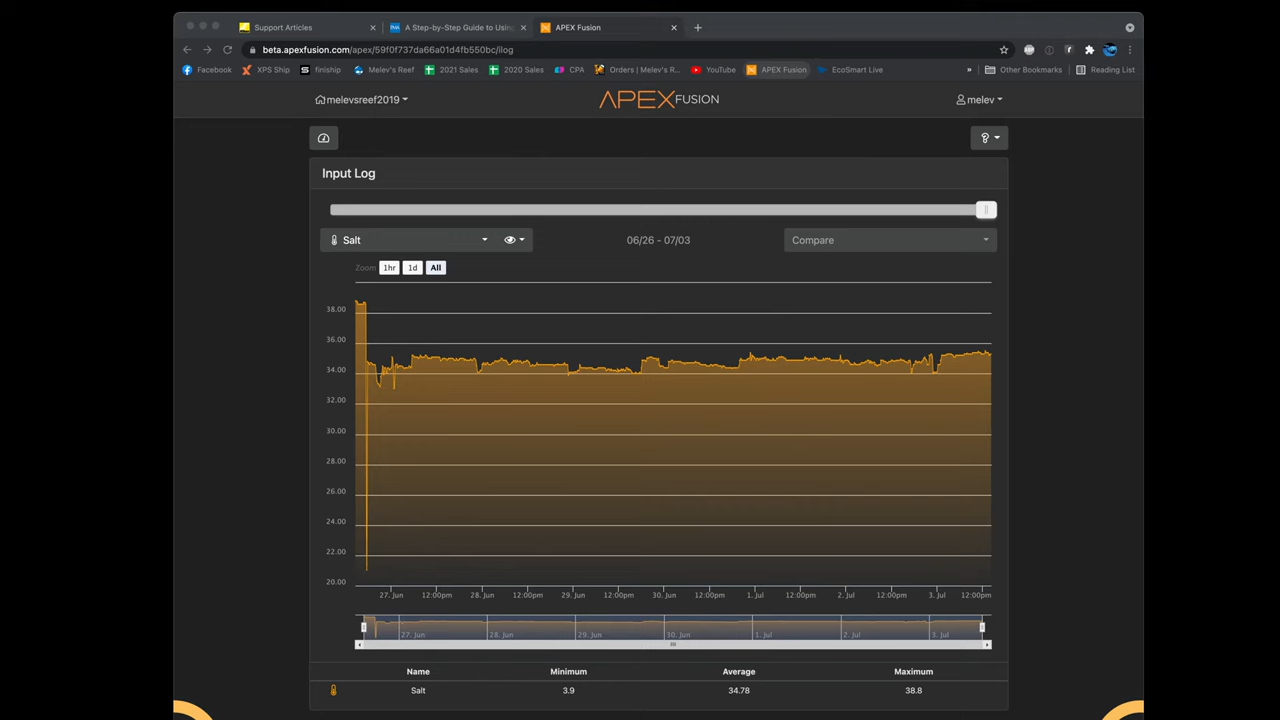 Support Articles
A Step-by-Step Guide to Usin
APEX Fusion
beta.apexfusion.com/apex/59f0f737da66a01d4fb550bc/ilog
Facebook XPS Ship finiship Melev's Reef 2021 Sales 2020 Sales CPA Orders | Melev's R... YouTube APEX Fusion EcoSmart Live » Other Bookmarks Reading List
melevsreef2019 APEX FUSION melev
Input Log
Salt 06/26 - 07/03 Compare
Zoom 1hr 1d All
38.00
36.00
34.00
32.00
30.00
28.00
26.00
24.00
22.00
20.00
27. Jun 12:00pm 28. Jun 12:00pm 29. Jun 12:00pm 30. Jun 12:00pm 1. Jul 12:00pm 2. Jul 12:00pm 3. Jul 12:00pm
27. Jun 28. Jun 29. Jun 30. Jun 1. Jul 2. Jul 3. Jul
Name Minimum Average Maximum
Salt 3.9 34.78 38.8